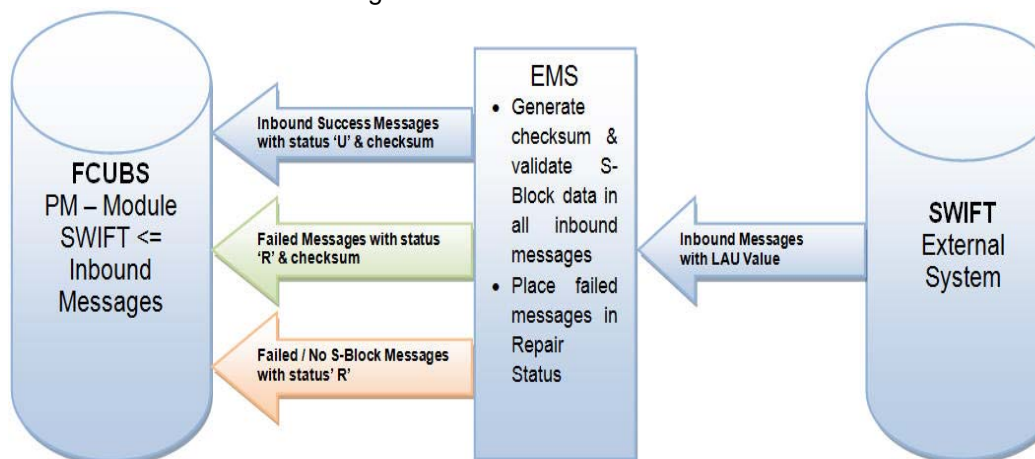 FCUBS
PM – Module
SWIFT <=
Inbound
Messages
Inbound Success Messages
with status 'U' & checksum
Failed Messages with status
'R' & checksum
Failed / No S-Block Messages
with status' R'
EMS
• Generate
checksum &
validate S-
Block data in
all inbound
messages
• Place failed
messages in
Repair
Status
Inbound Messages
with LAU Value
SWIFT
External
System